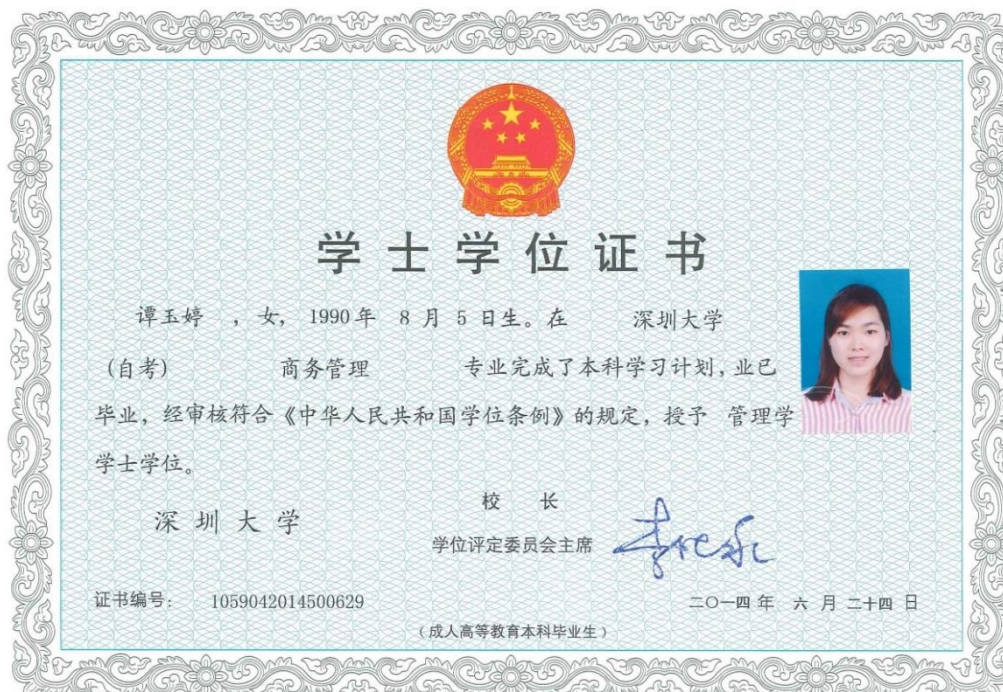 学士学位证书
谭玉婷 ，女，1990年 8 月 5 日生。在 深圳大学
(自考) 商务管理 专业完成了本科学习计划，业已
毕业，经审核符合《中华人民共和国学位条例》的规定，授予 管理学
学士学位。
校 长
深圳大学
学位评定委员会主席
证书编号： 1059042014500629 二〇一四年 六 月 二十四 日
（成人高等教育本科毕业生）